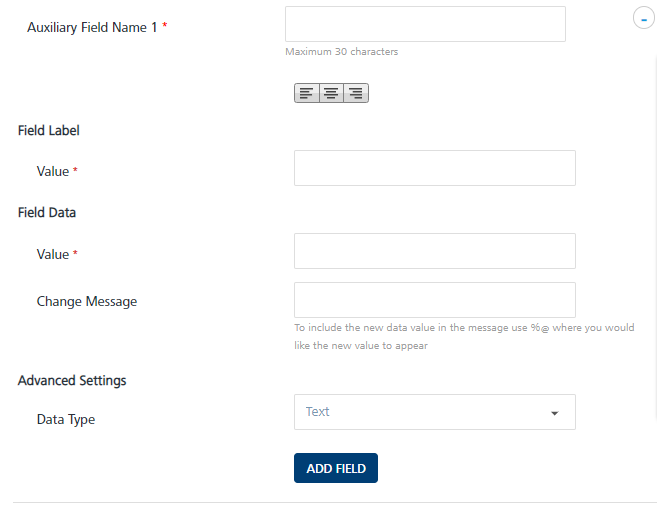 Auxiliary Field Name 1 *
Maximum 30 characters
Field Label
Value *
Field Data
Value *
Change Message
To include the new data value in the message use %@ where you would
like the new value to appear
Advanced Settings
Data Type
Text
ADD FIELD